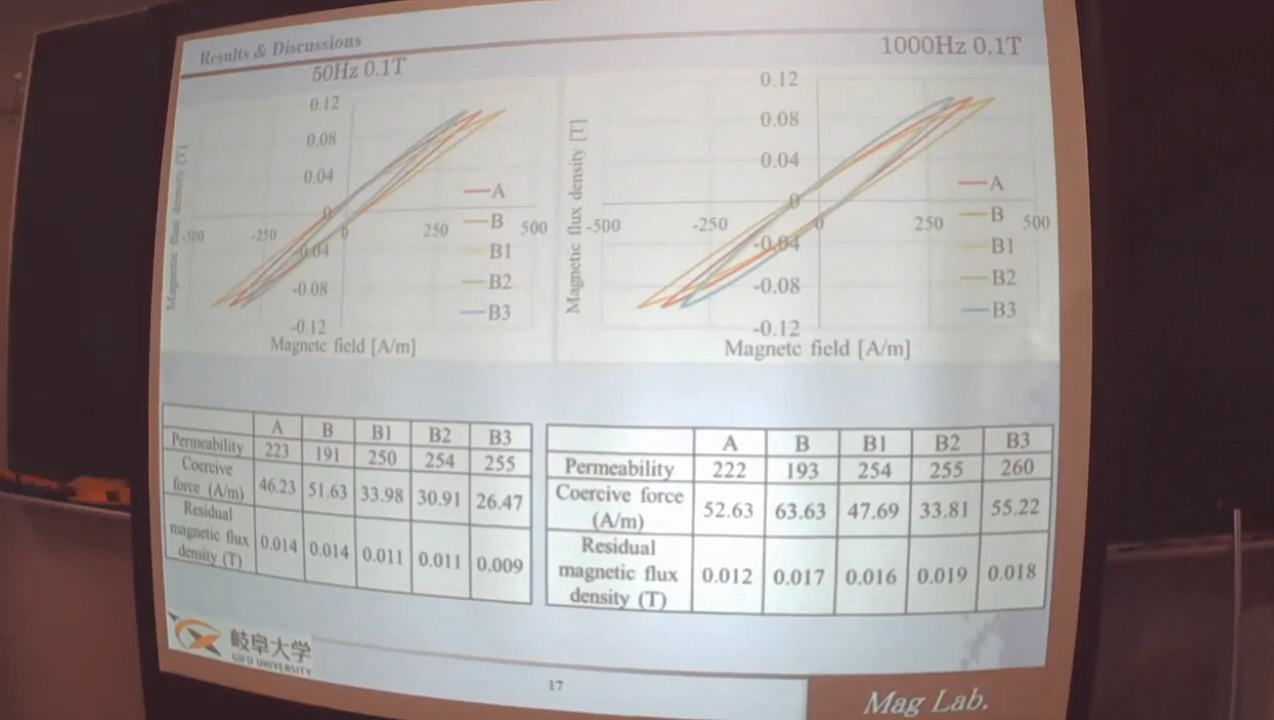 Results & Discussions
50Hz 0.1T
0.12
0.08
0.04
0
-0.04
-0.08
-0.12
-500
-250
0
250
500
Magnetic flux density [T]
Magnetc field [A/m]
A
B
B1
B2
B3
1000Hz 0.1T
0.12
0.08
0.04
0
-0.04
-0.08
-0.12
-500
-250
0
250
500
Magnetic flux density [T]
Magnetc field [A/m]
A
B
B1
B2
B3
A B B1 B2 B3
Permeability 223 191 250 254 255
Coercive
force (A/m) 46.23 51.63 33.98 30.91 26.47
Residual
magnetic flux
density (T) 0.014 0.014 0.011 0.011 0.009
A B B1 B2 B3
Permeability 222 193 254 255 260
Coercive force
(A/m) 52.63 63.63 47.69 33.81 55.22
Residual
magnetic flux
density (T) 0.012 0.017 0.016 0.019 0.018
岐阜大学
GIFU UNIVERSITY
17
Mag Lab.